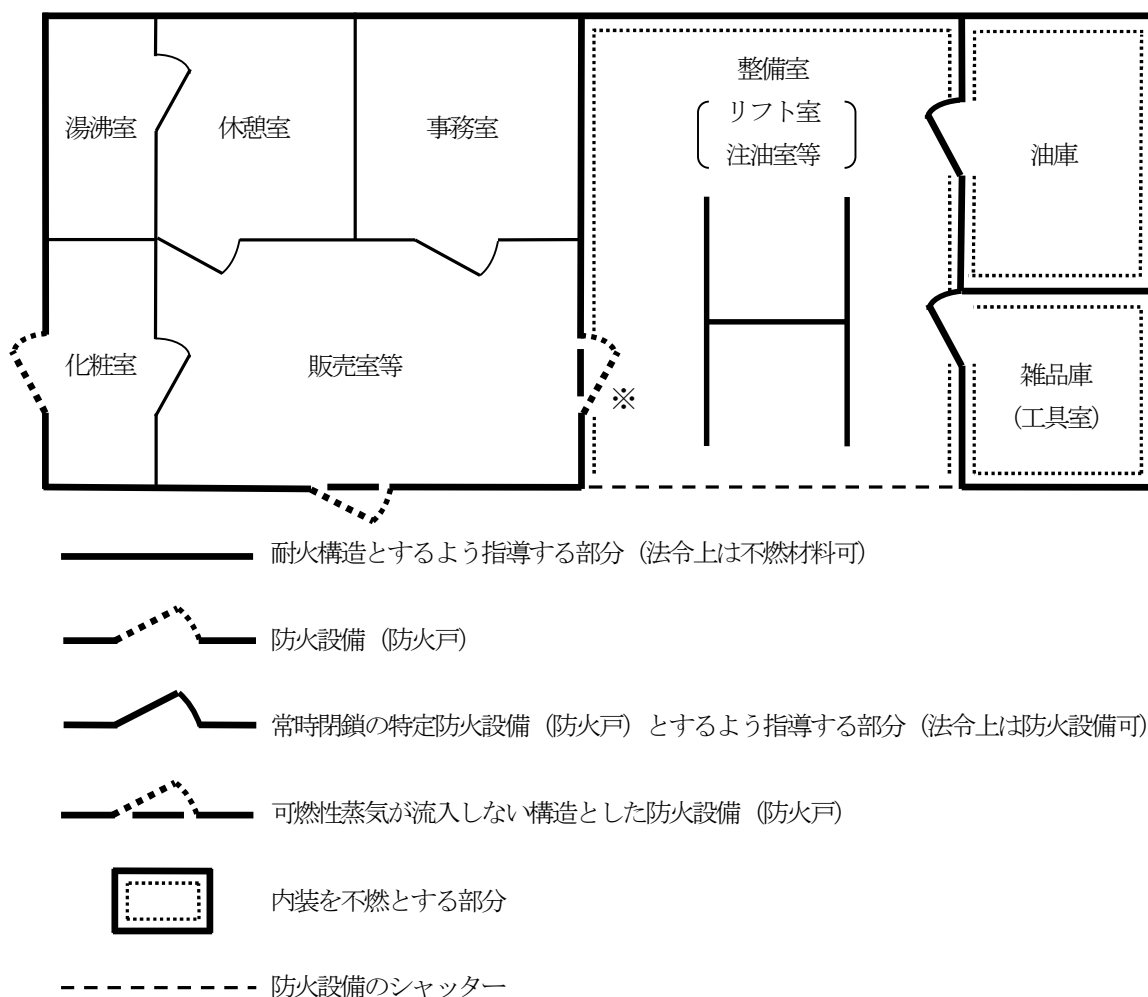 整備室
リフト室
注油室等
湯沸室
休憩室
事務室
油庫
化粧室
販売室等
※
雑品庫
(工具室)
耐火構造とするよう指導する部分(法令上は不燃材料可)
防火設備(防火戸)
常時閉鎖の特定防火設備(防火戸)とするよう指導する部分(法令上は防火設備可)
可燃性蒸気が流入しない構造とした防火設備(防火戸)
内装を不燃とする部分
防火設備のシャッター